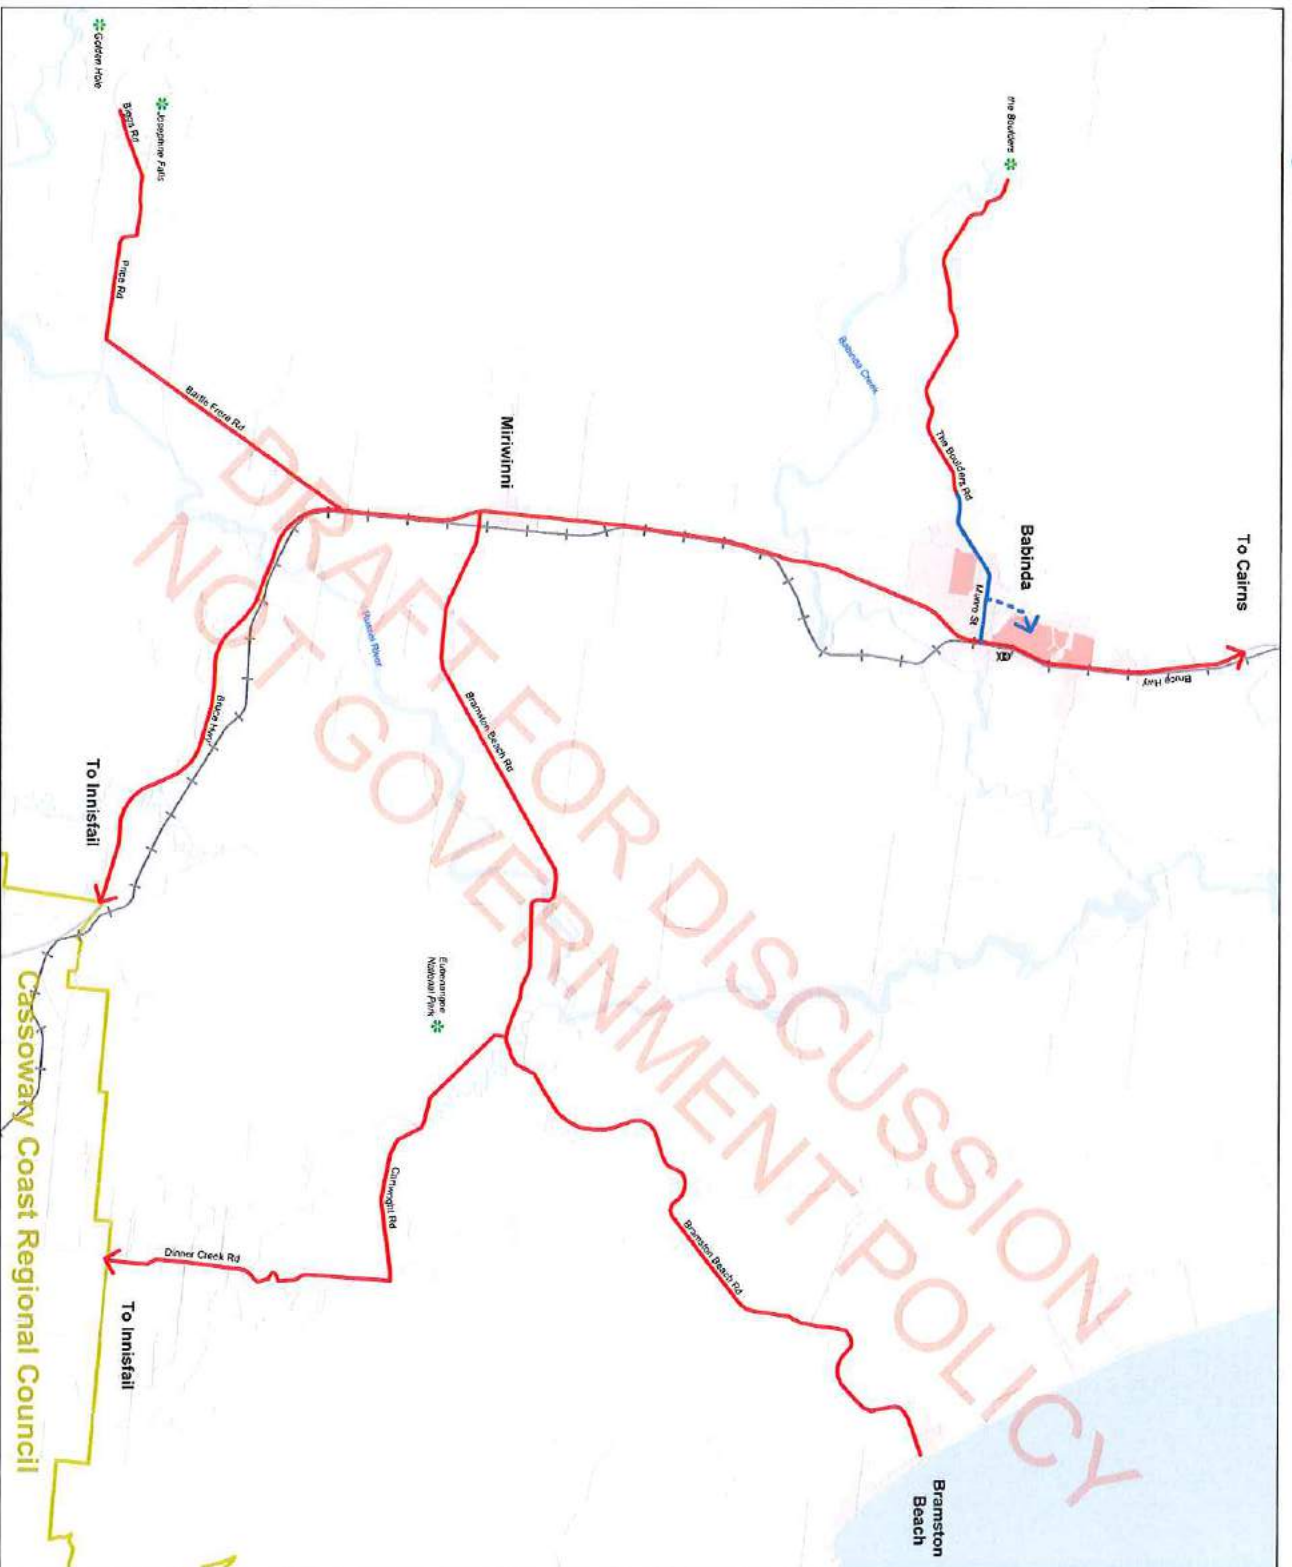 To Cairns
Bruce Hwy
Babinda
Munro St
the Boulders
The Boulders Rd
Babinda Creek
Bramston
Beach
Bramston Beach Rd
Miriwinni
Bramston Beach Rd
Eubenangee
National Park
Russell River
Cartwright Rd
Josephine Falls
Golden Hole
Price Rd
Bartle Frere Rd
Bruce Hwy
To Innisfail
Dinner Creek Rd
To Innisfail
Cassowary Coast Regional Council
DRAFT FOR DISCUSSION
NOT GOVERNMENT POLICY